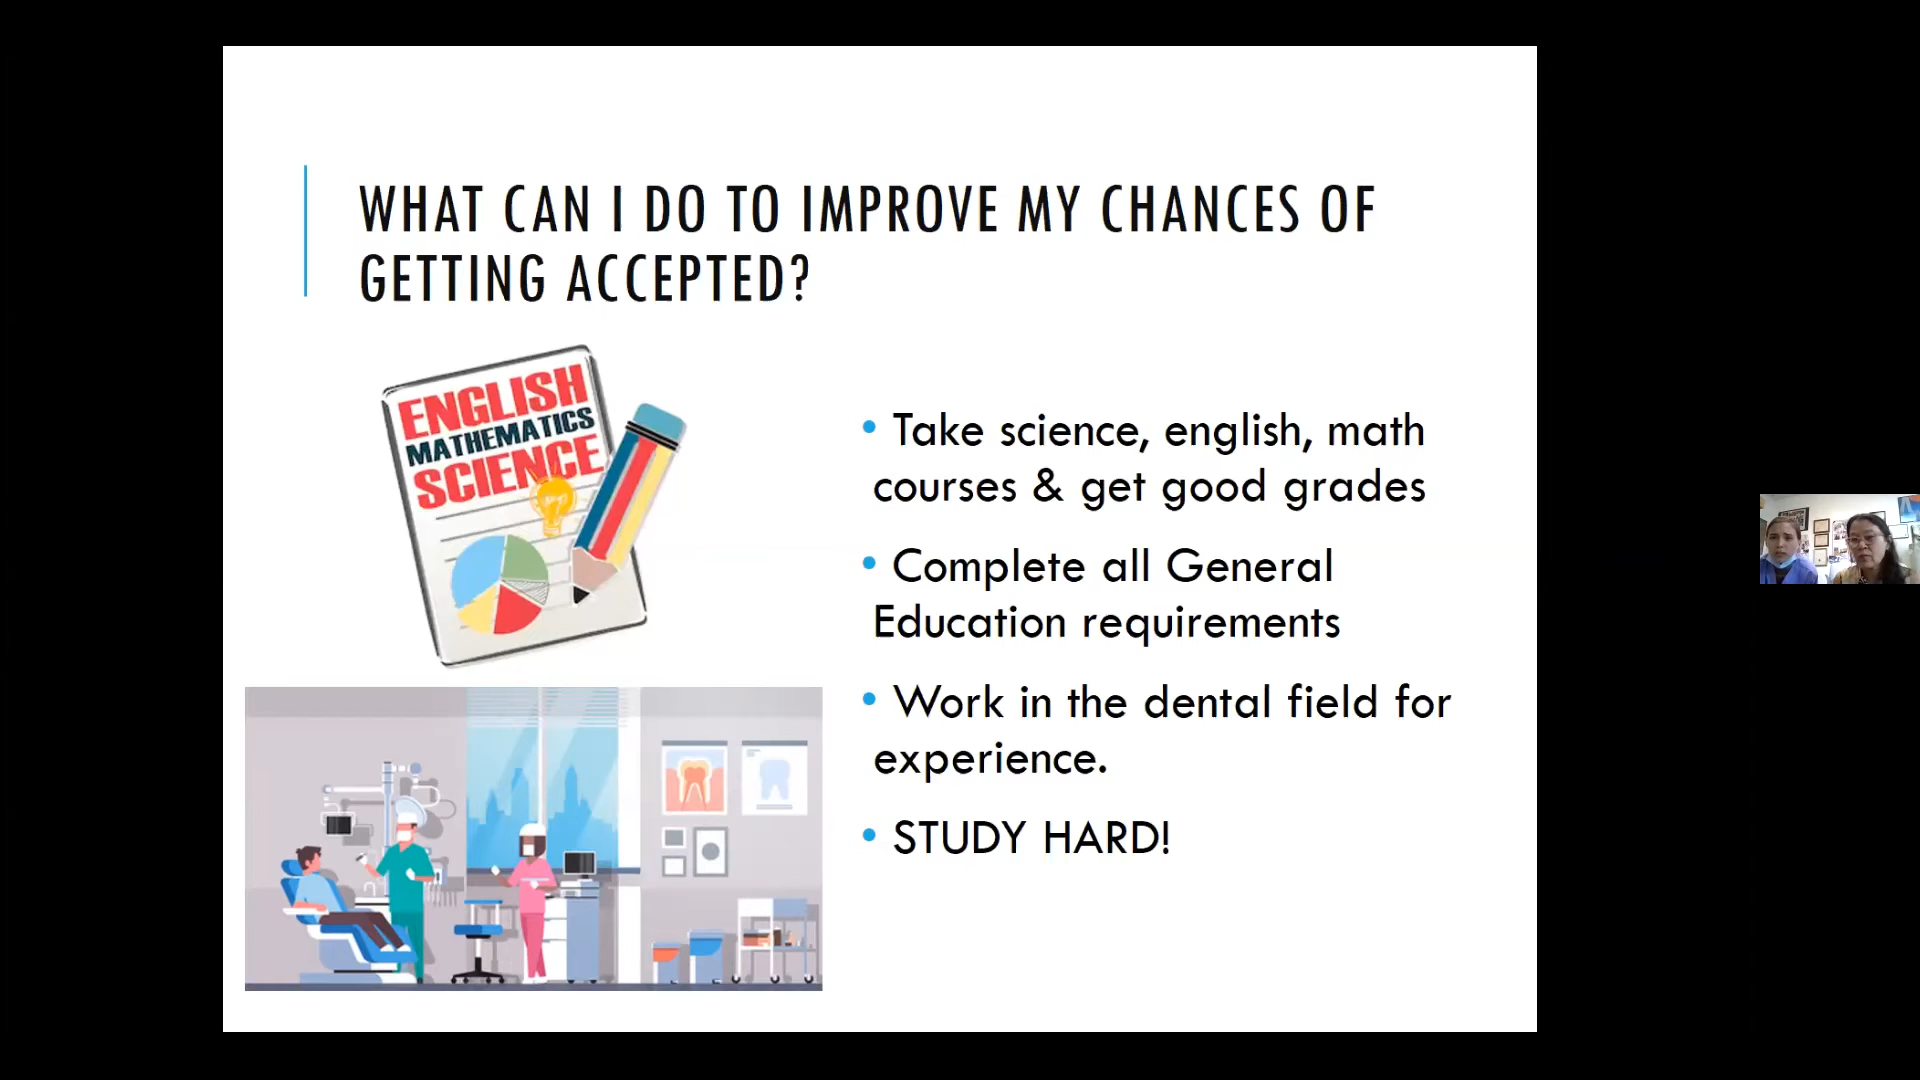 WHAT CAN I DO TO IMPROVE MY CHANCES OF
GETTING ACCEPTED?
ENGLISH
MATHEMATICS
SCIENCE
• Take science, english, math
courses & get good grades
• Complete all General
Education requirements
• Work in the dental field for
experience.
• STUDY HARD!